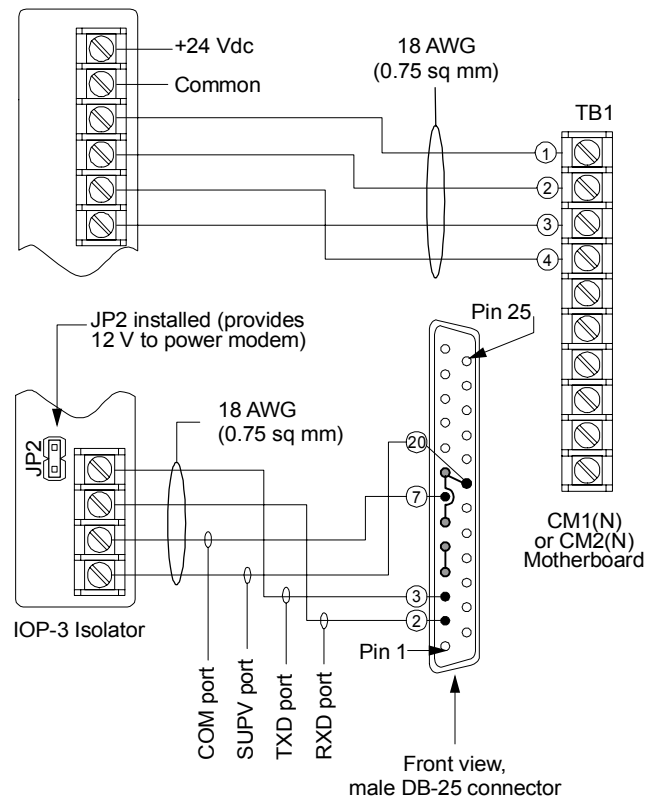 +24 Vdc
Common
18 AWG
(0.75 sq mm)
TB1
1
2
3
4
JP2 installed (provides
12 V to power modem)
Pin 25
JP2
18 AWG
(0.75 sq mm)
20
7
3
2
CM1(N)
or CM2(N)
Motherboard
IOP-3 Isolator
Pin 1
COM port
SUPV port
TXD port
RXD port
Front view,
male DB-25 connector